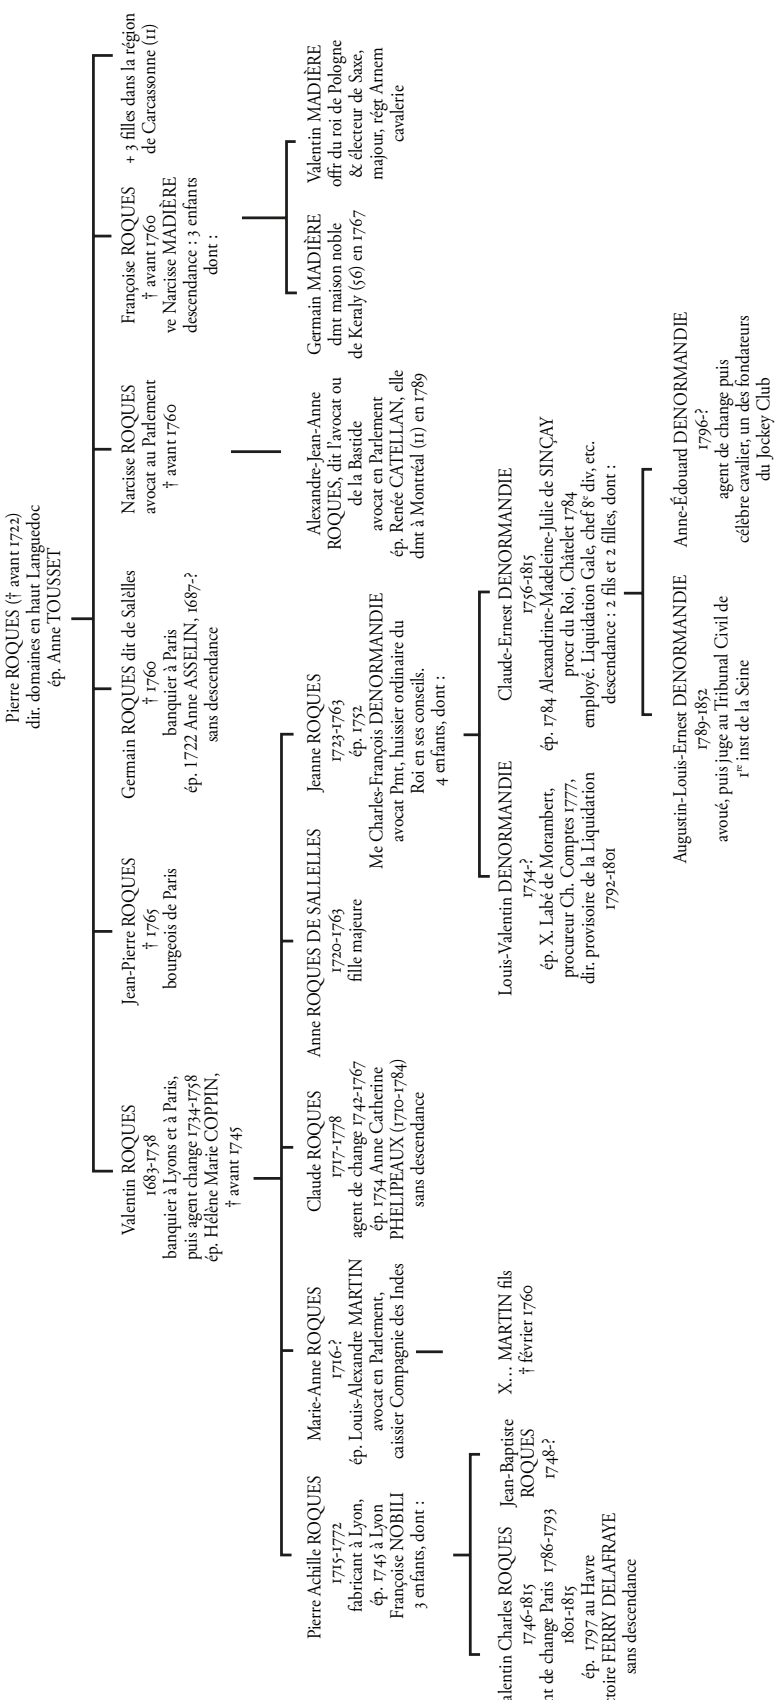 Pierre ROQUES († avant 1722)
dir. domaines en haut Languedoc
ép. Anne TOUSSET
Valentin ROQUES
1683-1758
banquier à Lyons et à Paris,
puis agent change 1734-1758
ép. Hélène Marie COPPIN,
† avant 1745
Jean-Pierre ROQUES
† 1765
bourgeois de Paris
Germain ROQUES dit de Salèlles
† 1760
banquier à Paris
ép. 1722 Anne ASSELIN, 1687-?
sans descendance
Narcisse ROQUES
avocat au Parlement
† avant 1760
Françoise ROQUES
† avant 1760
ve Narcisse MADIÈRE
descendance : 3 enfants
dont :
+ 3 filles dans la région
de Carcassonne (11)
Pierre Achille ROQUES
1715-1772
fabricant à Lyon,
ép. 1745 à Lyon
Françoise NOBILI
3 enfants, dont :
Marie-Anne ROQUES
1716-?
ép. Louis-Alexandre MARTIN
avocat en Parlement,
caissier Compagnie des Indes
Claude ROQUES
1717-1778
agent de change 1742-1767
ép. 1754 Anne Catherine
PHELIPEAUX (1710-1784)
sans descendance
Anne ROQUES DE SALLELLES
1720-1763
fille majeure
Jeanne ROQUES
1723-1763
ép. 1752
Me Charles-François DENORMANDIE
avocat Pmt, huissier ordinaire du
Roi en ses conseils.
4 enfants, dont :
Alexandre-Jean-Anne
ROQUES, dit l'avocat ou
de la Bastide
avocat en Parlement
ép. Renée CATELLAN, elle
dmt à Montréal (11) en 1789
Germain MADIÈRE
dmt maison noble
de Keraly (56) en 1767
Valentin MADIÈRE
offr du roi de Pologne
& électeur de Saxe,
majour, régt Arnem
cavalerie
alentin Charles ROQUES
1746-1815
nt de change Paris 1786-1793
1801-1815
ép. 1797 au Havre
ctoire FERRY DELAFRAYE
sans descendance
Jean-Baptiste
ROQUES
1748-?
X… MARTIN fils
† février 1760
Louis-Valentin DENORMANDIE
1754-?
ép. X. Labé de Morambert,
procureur Ch. Comptes 1777,
dir. provisoire de la Liquidation
1792-1801
Claude-Ernest DENORMANDIE
1756-1815
ép. 1784 Alexandrine-Madeleine-Julie de SINÇAY
procr du Roi, Châtelet 1784
employé. Liquidation Gale, chef 8e div, etc.
descendance : 2 fils et 2 filles, dont :
Augustin-Louis-Ernest DENORMANDIE
1789-1852
avoué, puis juge au Tribunal Civil de
1re inst de la Seine
Anne-Édouard DENORMANDIE
1796-?
agent de change puis
célèbre cavalier, un des fondateurs
du Jockey Club